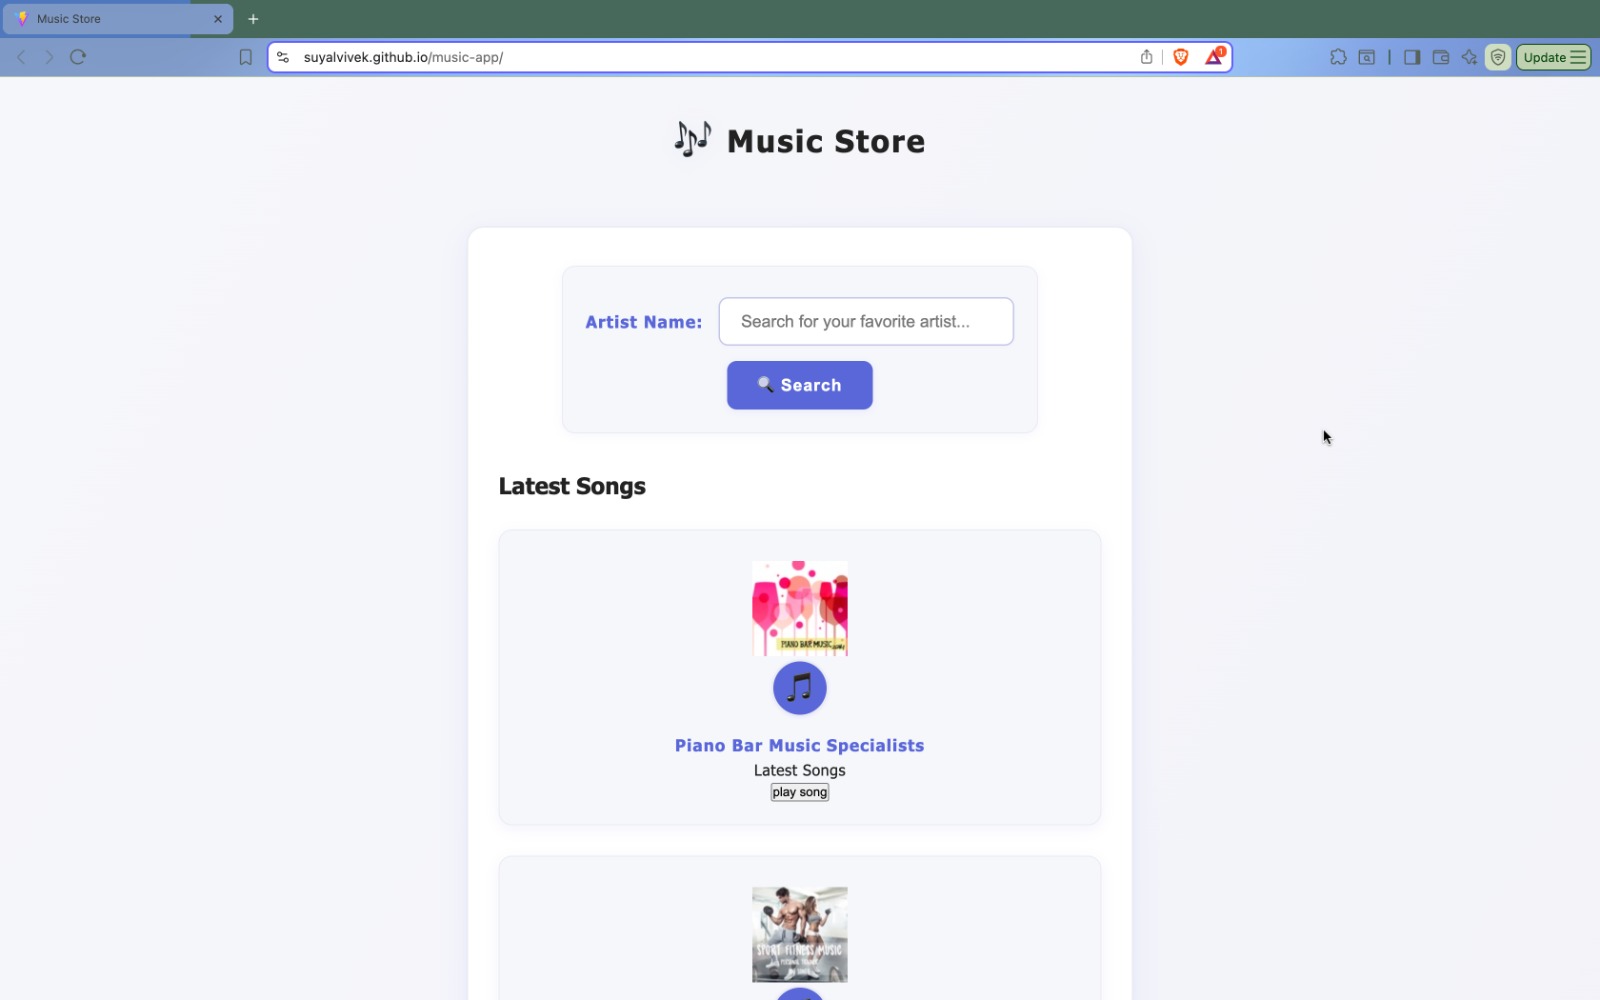 Music Store
suyalvivek.github.io/music-app/
1
Update
Music Store
Artist Name:
Search for your favorite artist...
Search
Latest Songs
PIANO BAR MUSIC
Piano Bar Music Specialists
Latest Songs
play song
SPORT FITNESS MUSIC